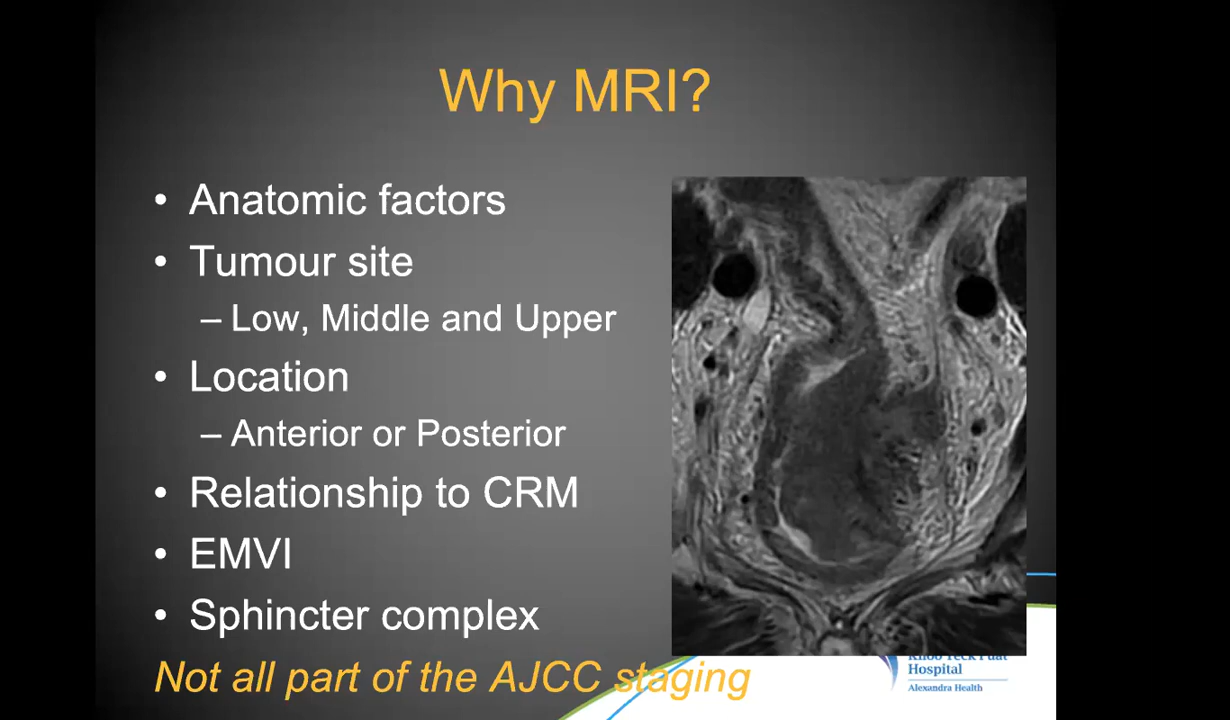 Why MRI?
• Anatomic factors
• Tumour site
– Low, Middle and Upper
• Location
– Anterior or Posterior
• Relationship to CRM
• EMVI
• Sphincter complex
Not all part of the AJCC staging
Hospital
Alexandra Health